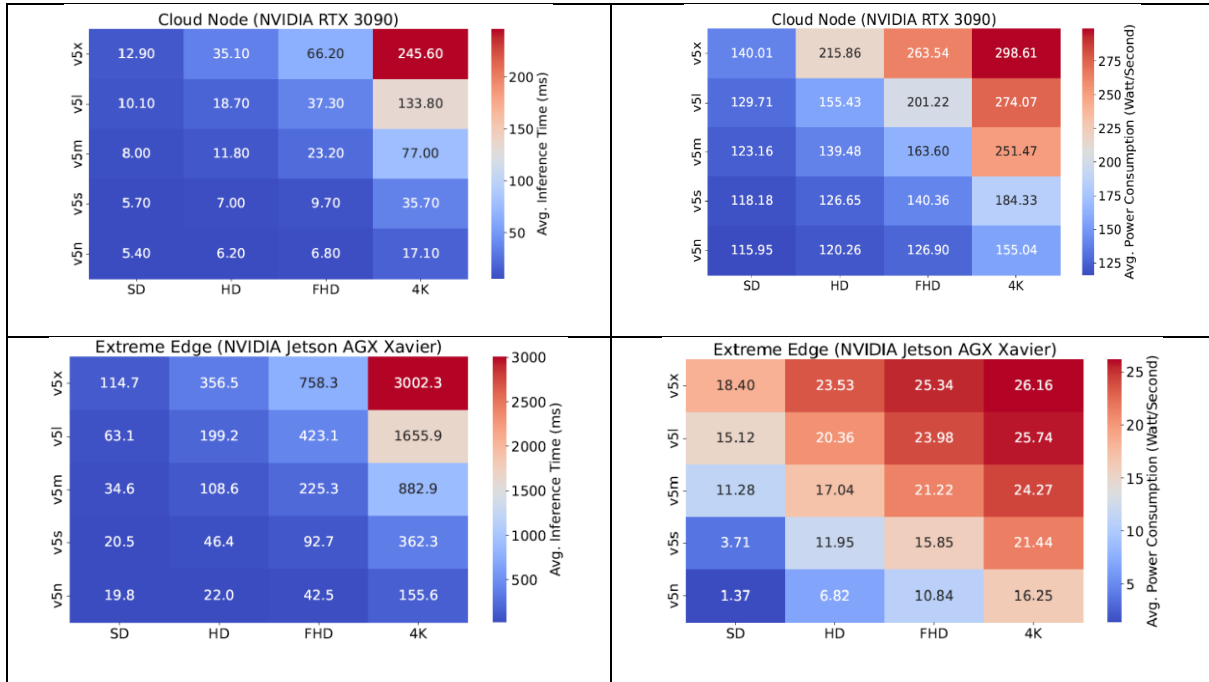 Cloud Node (NVIDIA RTX 3090)
v5x 12.90 35.10 66.20 245.60
v5l 10.10 18.70 37.30 133.80
v5m 8.00 11.80 23.20 77.00
v5s 5.70 7.00 9.70 35.70
v5n 5.40 6.20 6.80 17.10
SD HD FHD 4K
200
150
100
50
Avg. Inference Time (ms)
Cloud Node (NVIDIA RTX 3090)
v5x 140.01 215.86 263.54 298.61
v5l 129.71 155.43 201.22 274.07
v5m 123.16 139.48 163.60 251.47
v5s 118.18 126.65 140.36 184.33
v5n 115.95 120.26 126.90 155.04
SD HD FHD 4K
275
250
225
200
175
150
125
Avg. Power Consumption (Watt/Second)
Extreme Edge (NVIDIA Jetson AGX Xavier)
v5x 114.7 356.5 758.3 3002.3
v5l 63.1 199.2 423.1 1655.9
v5m 34.6 108.6 225.3 882.9
v5s 20.5 46.4 92.7 362.3
v5n 19.8 22.0 42.5 155.6
SD HD FHD 4K
3000
2500
2000
1500
1000
500
Avg. Inference Time (ms)
Extreme Edge (NVIDIA Jetson AGX Xavier)
v5x 18.40 23.53 25.34 26.16
v5l 15.12 20.36 23.98 25.74
v5m 11.28 17.04 21.22 24.27
v5s 3.71 11.95 15.85 21.44
v5n 1.37 6.82 10.84 16.25
SD HD FHD 4K
25
20
15
10
5
Avg. Power Consumption (Watt/Second)